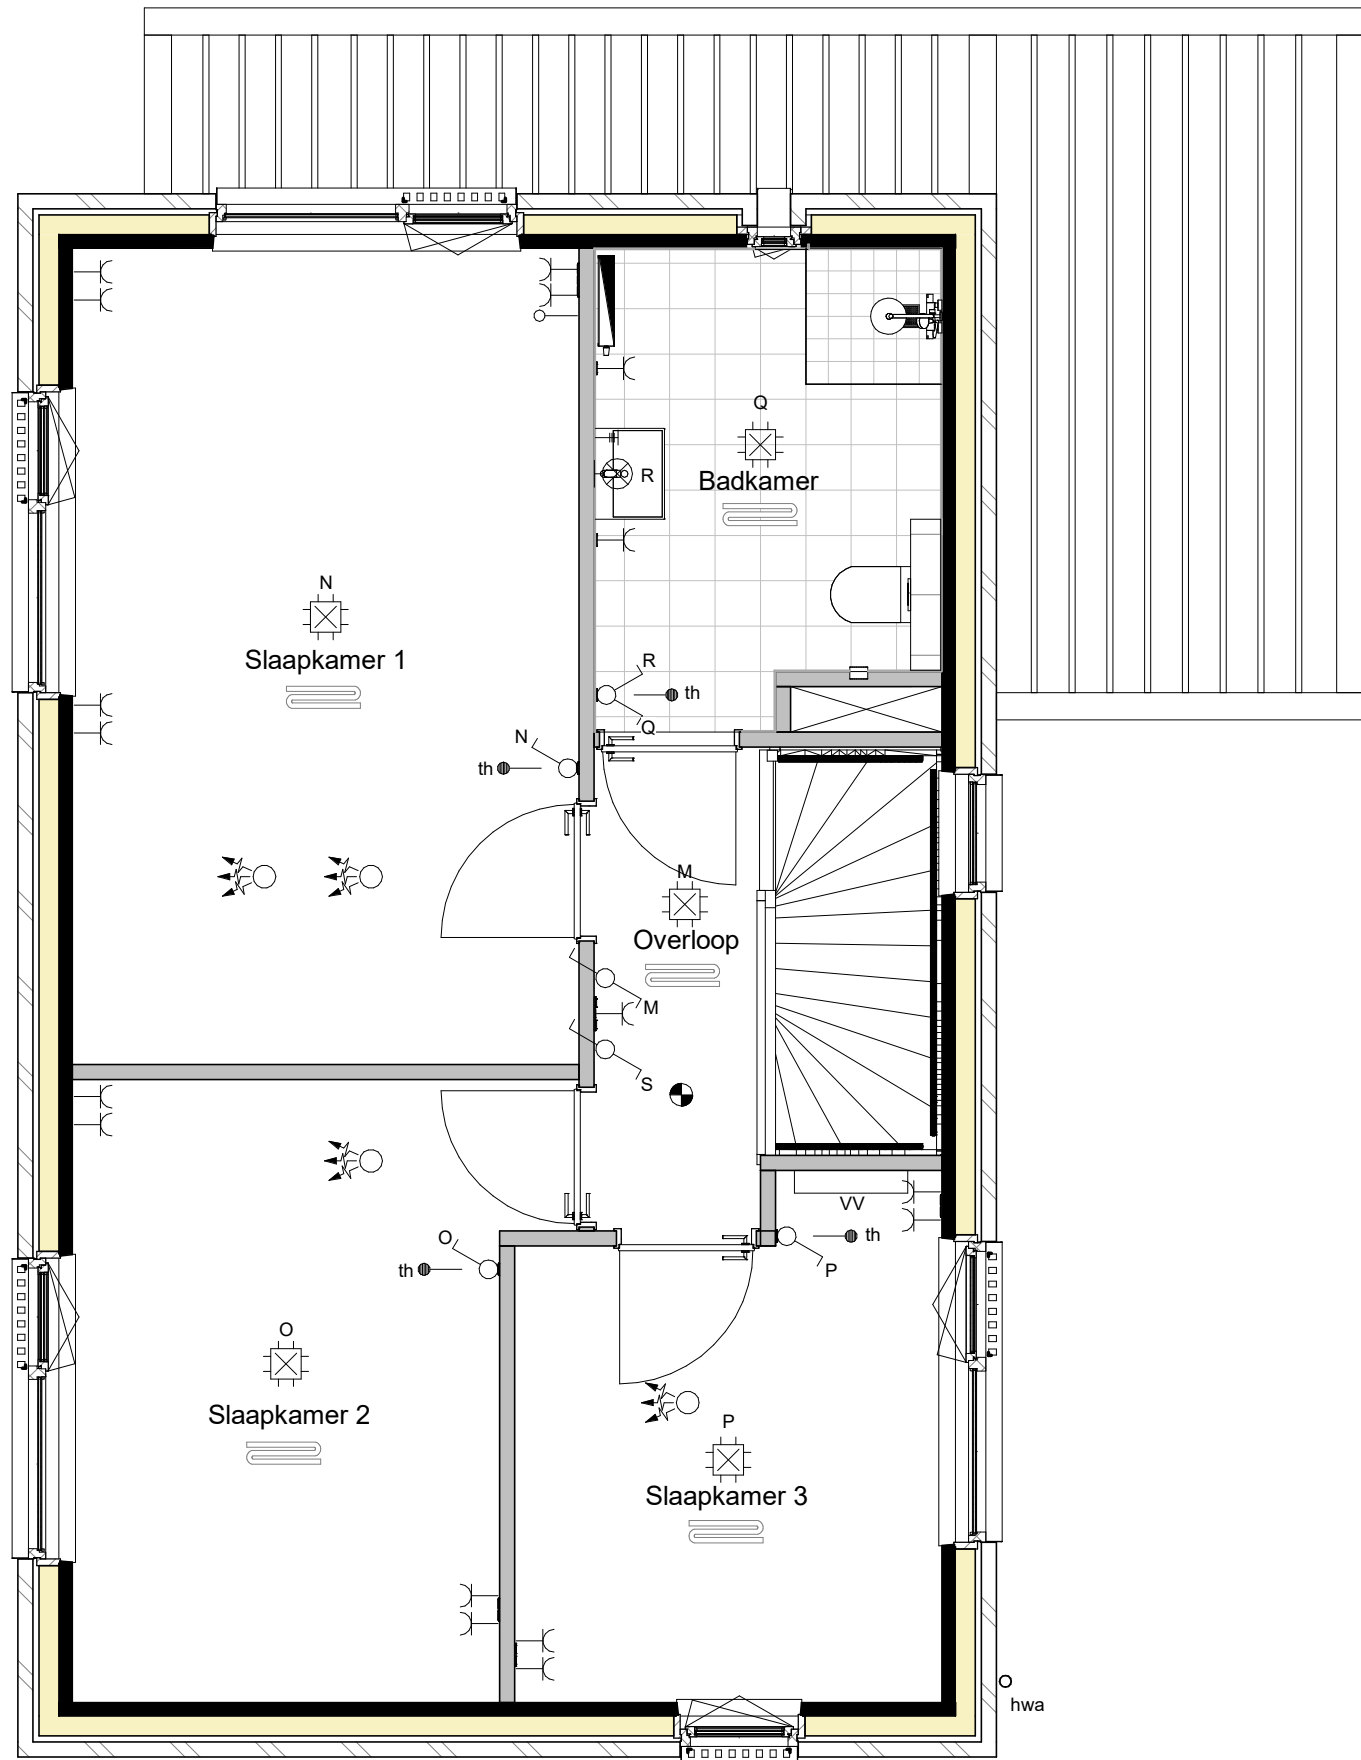 Q
R
Badkamer
N
Slaapkamer 1
R
th
Q
N
th
M
Overloop
M
S
VV
th
P
O
th
O
Slaapkamer 2
P
Slaapkamer 3
hwa